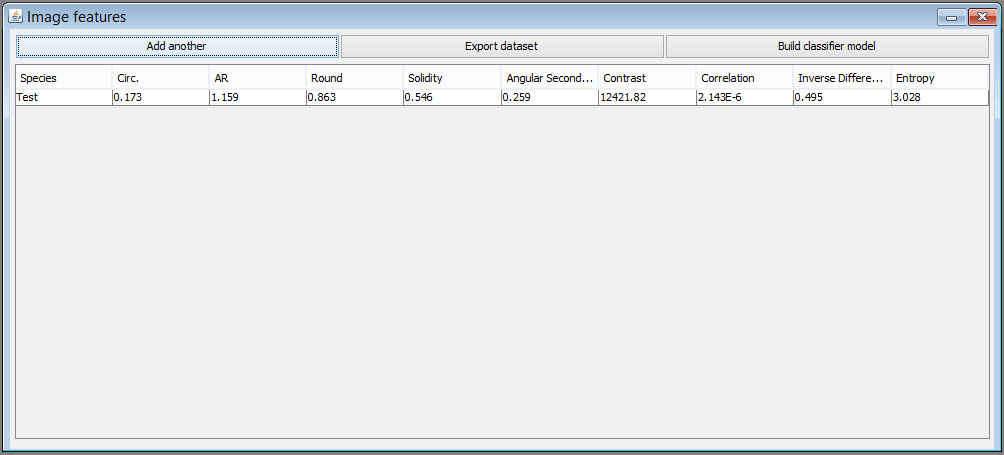 Image features
Add another Export dataset Build classifier model
Species Circ. AR Round Solidity Angular Second... Contrast Correlation Inverse Differe... Entropy
Test 0.173 1.159 0.863 0.546 0.259 12421.82 2.143E-6 0.495 3.028